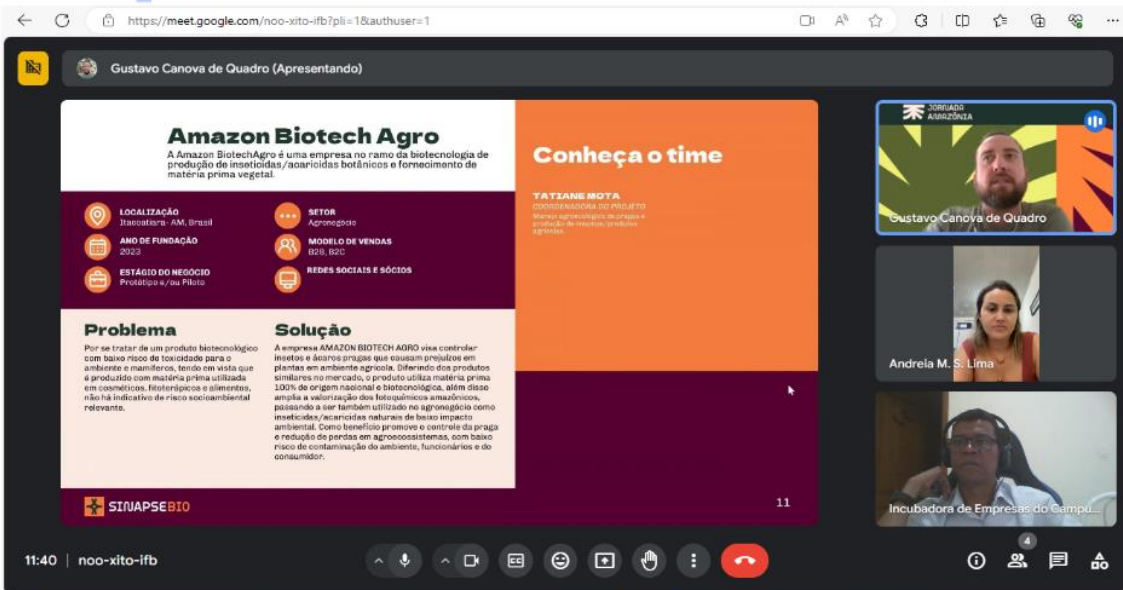 https://meet.google.com/noo-xito-ifb?pli=1&authuser=1
Gustavo Canova de Quadro (Apresentando)
Amazon Biotech Agro
A Amazon BiotechAgro é uma empresa no ramo da biotecnologia de
produção de inseticidas/acaricidas botânicos e fornecimento de
matéria prima vegetal.
LOCALIZAÇÃO
Itacoatiara- AM, Brasil
ANO DE FUNDAÇÃO
2023
ESTÁGIO DO NEGÓCIO
Protótipo e/ou Piloto
SETOR
Agronegócio
MODELO DE VENDAS
B2B, B2C
REDES SOCIAIS E SÓCIOS
Problema
Por se tratar de um produto biotecnológico
com baixo risco de toxicidade para o
ambiente e mamíferos, tendo em vista que
é produzido com matéria prima utilizada
em cosméticos, fitoterápicos e alimentos,
não há indicativo de risco socioambiental
relevante.
Solução
A empresa AMAZON BIOTECH AGRO visa controlar
insetos e ácaros pragas que causam prejuízos em
plantas em ambiente agrícola. Diferindo dos produtos
similares no mercado, o produto utiliza matéria prima
100% de origem nacional e biotecnológica, além disso
amplia a valorização dos fotoquímicos amazônicos,
passando a ser também utilizado no agronegócio como
inseticidas/acaricidas naturais de baixo impacto
ambiental. Como benefício promove o controle da praga
e redução de perdas em agroecossistemas, com baixo
risco de contaminação do ambiente, funcionários e do
consumidor.
Conheça o time
TATIANE MOTA
COORDENADORA DO PROJETO
Manejo agroecológico de pragas e
produção de insumos/produtos
agrícolas.
SINAPSEBIO
11
JORNADA
AMAZÔNIA
Gustavo Canova de Quadro
Andreia M. S. Lima
Incubadora de Empresas do Campu...
11:40 | noo-xito-ifb
4